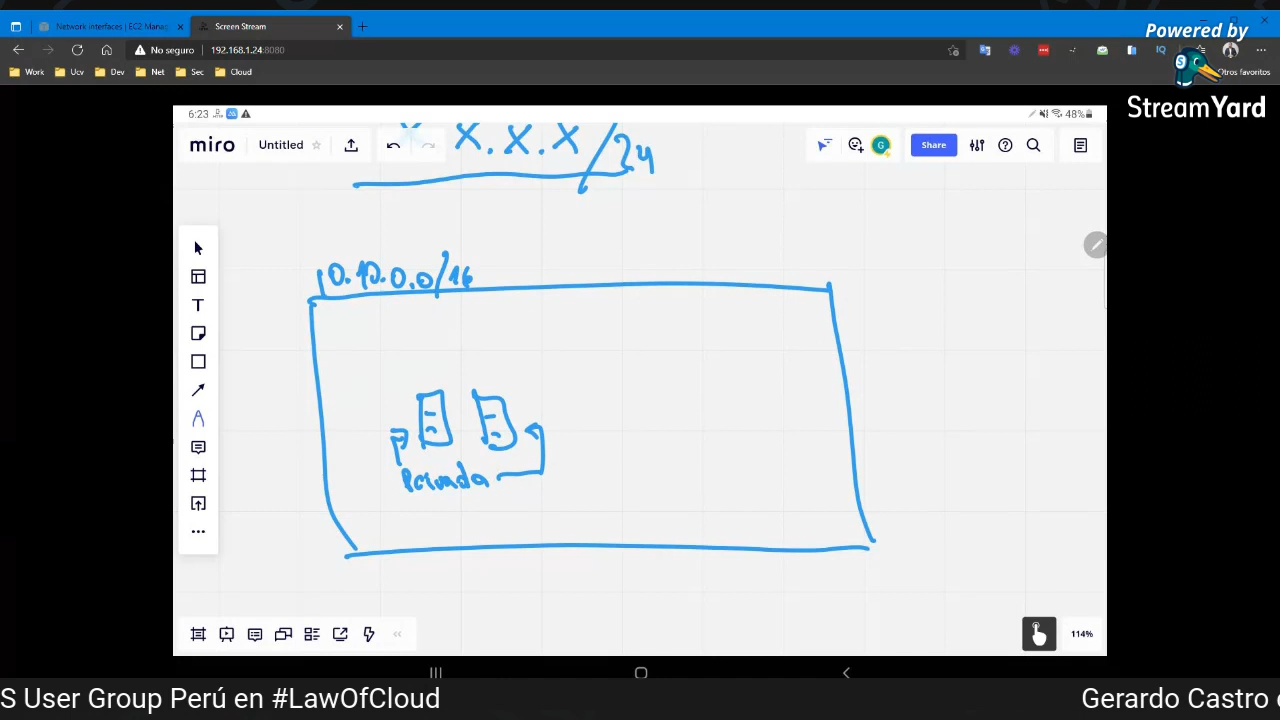 Network interfaces | EC2 Manag
Screen Stream
Powered by
StreamYard
No seguro
192.168.1.24:8080
Work
Ucv
Dev
Net
Sec
Cloud
Otros favoritos
6:23
48%
miro
Untitled
G
Share
X.X.X/24
10.10.0.0/16
T
Privada
114%
S User Group Perú en #LawOfCloud
Gerardo Castro